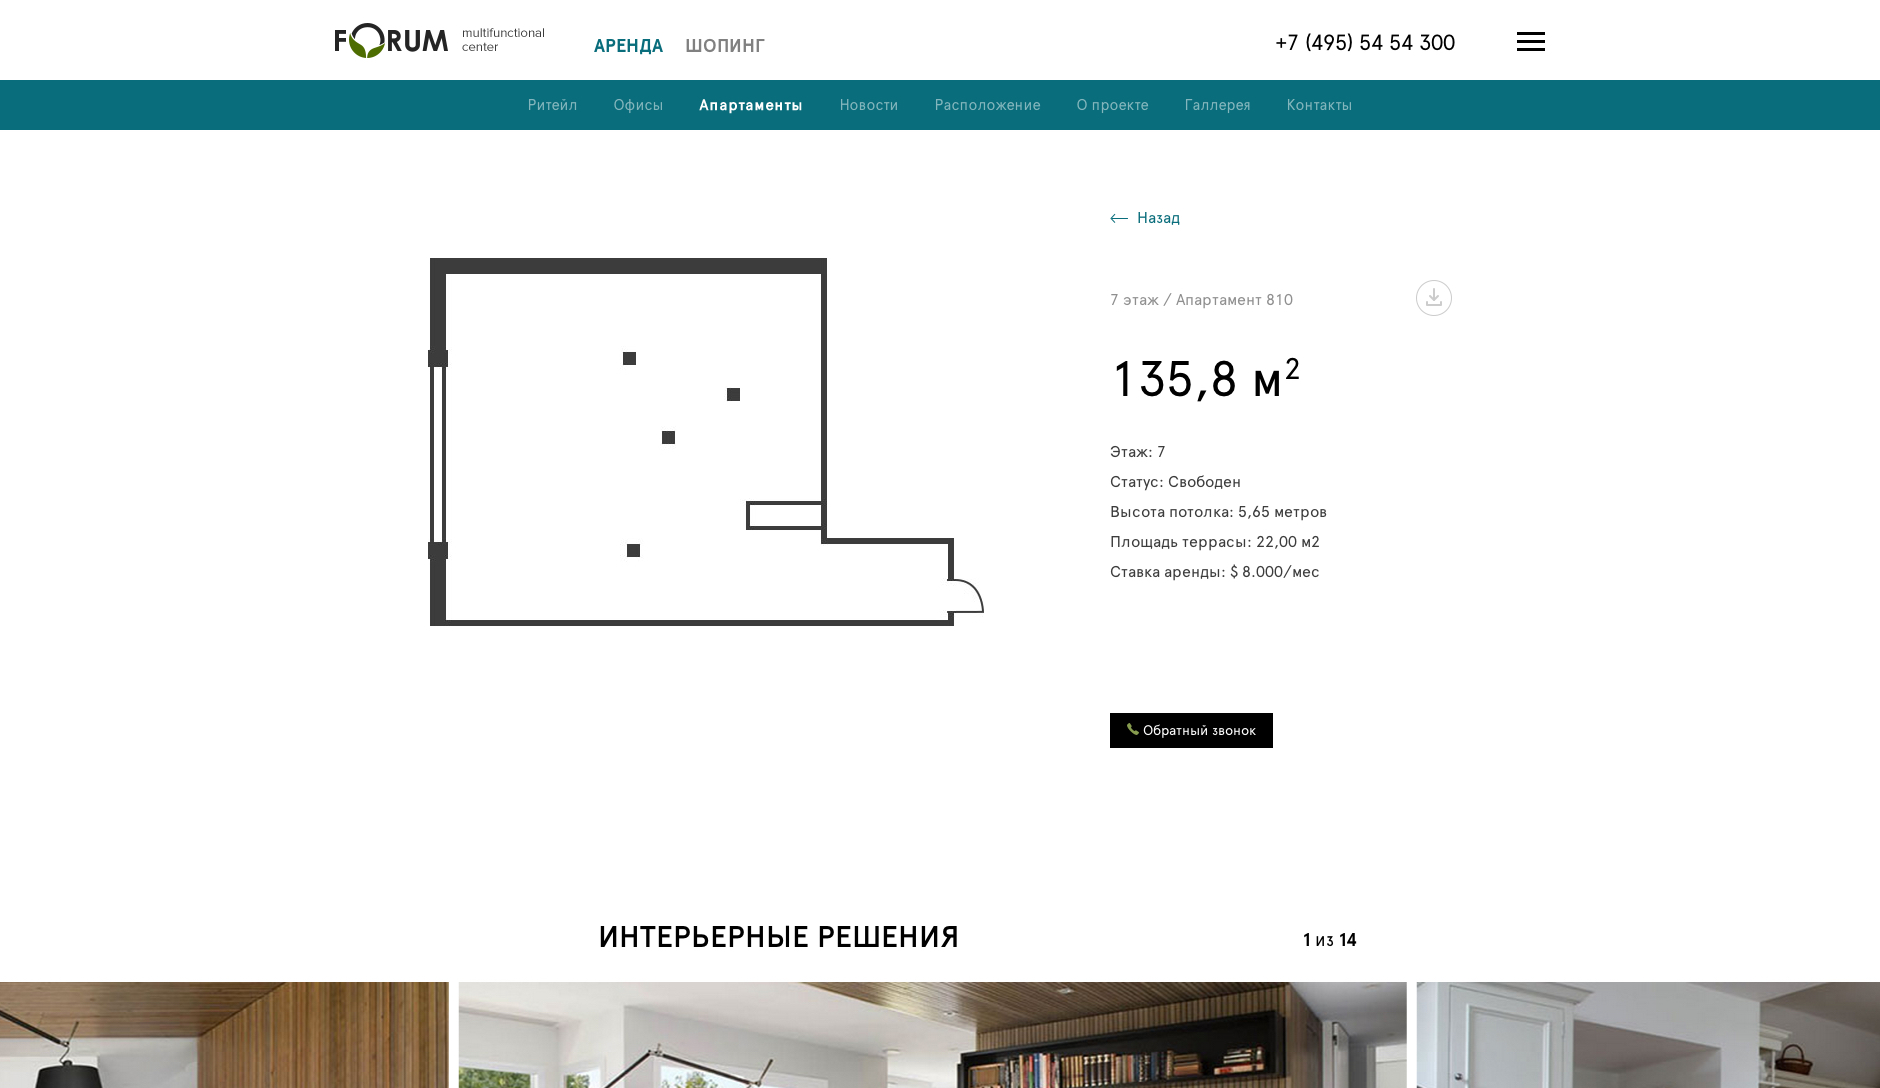 FORUM
multifunctional
center
АРЕНДА ШОПИНГ
+7 (495) 54 54 300
Ритейл Офисы Апартаменты Новости Расположение О проекте Галлерея Контакты
Назад
7 этаж / Апартамент 810
135,8 м²
Этаж: 7
Статус: Свободен
Высота потолка: 5,65 метров
Площадь террасы: 22,00 м2
Ставка аренды: $ 8.000/мес
Обратный звонок
ИНТЕРЬЕРНЫЕ РЕШЕНИЯ
1 из 14